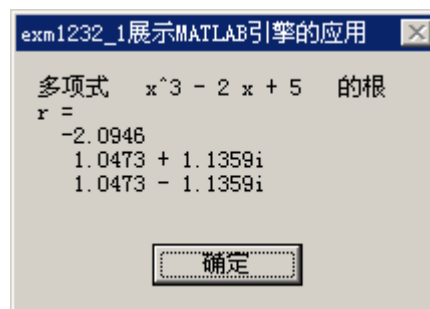 exm1232_1展示MATLAB引擎的应用
多项式 x^3 - 2 x + 5 的根
r =
-2.0946
1.0473 + 1.1359i
1.0473 - 1.1359i
确定